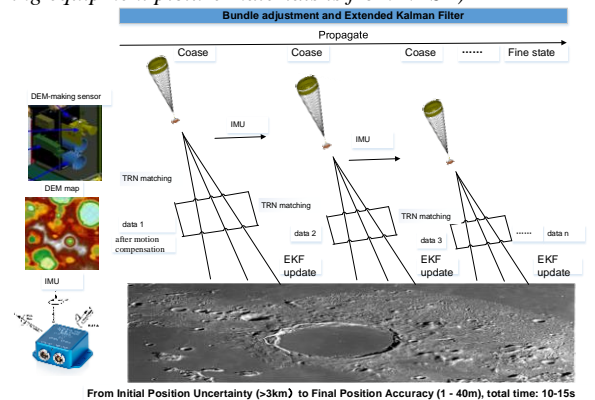 Bundle adjustment and Extended Kalman Filter
Propagate
Coase Coase Coase ...... Fine state
DEM-making sensor
IMU
IMU
DEM map
TRN matching
TRN matching
TRN matching
data 1
after motion
compensation
data 2
data 3
...... data n
EKF
update
EKF
update
EKF
update
IMU
From Initial Position Uncertainty (>3km) to Final Position Accuracy (1 - 40m), total time: 10-15s